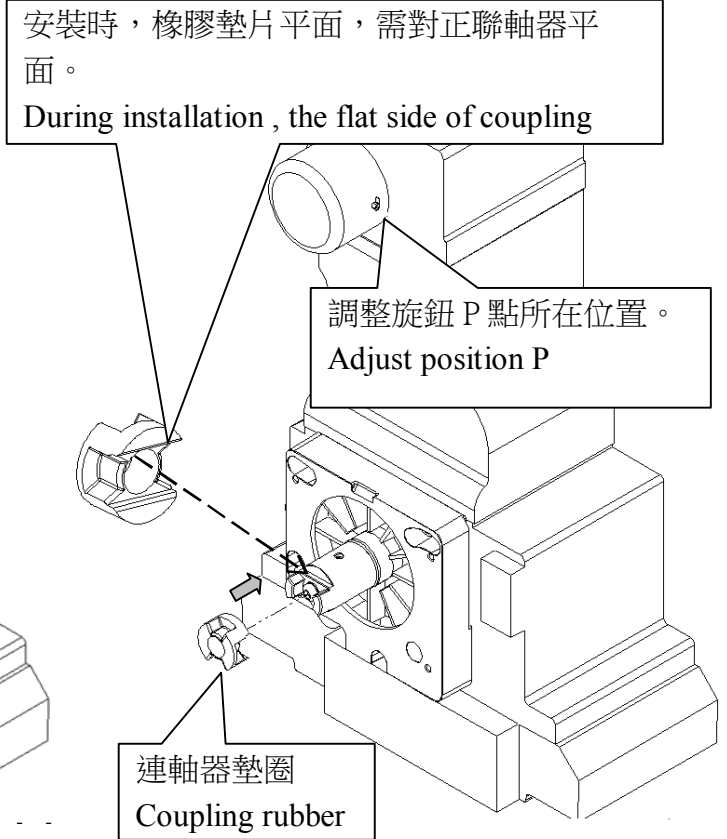 安裝時，橡膠墊片平面，需對正聯軸器平
面。
During installation , the flat side of coupling
調整旋鈕 P 點所在位置。
Adjust position P
連軸器墊圈
Coupling rubber